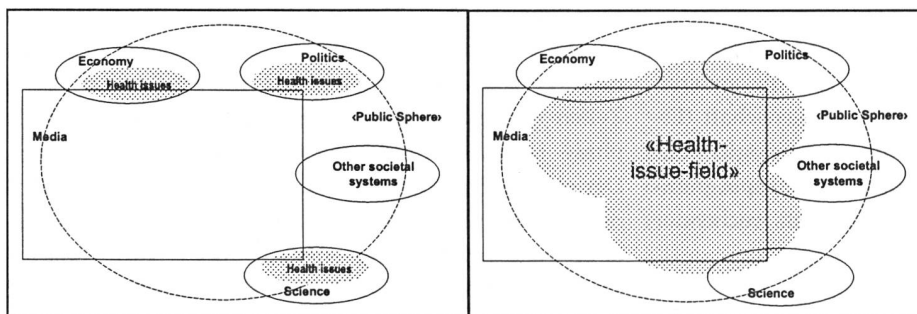 Economy
Health issues
Politics
Health issues
‹Public Sphere›
Media
Other societal
systems
Health issues
Science
Economy
Politics
‹Public Sphere›
Media
«Health-
issue-field»
Other societal
systems
Science